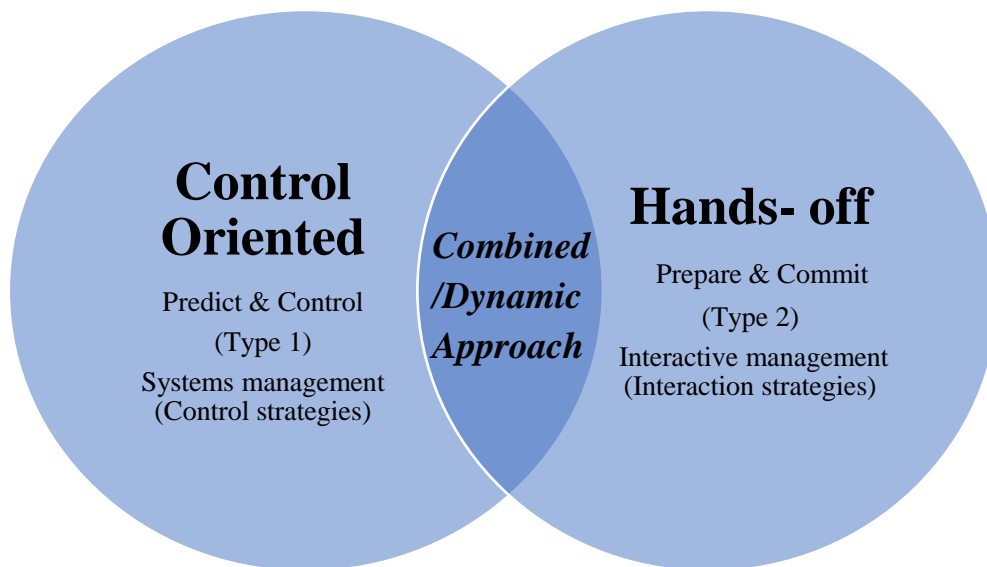 Control
Oriented
Predict & Control
(Type 1)
Systems management
(Control strategies)
Combined
/Dynamic
Approach
Hands- off
Prepare & Commit
(Type 2)
Interactive management
(Interaction strategies)